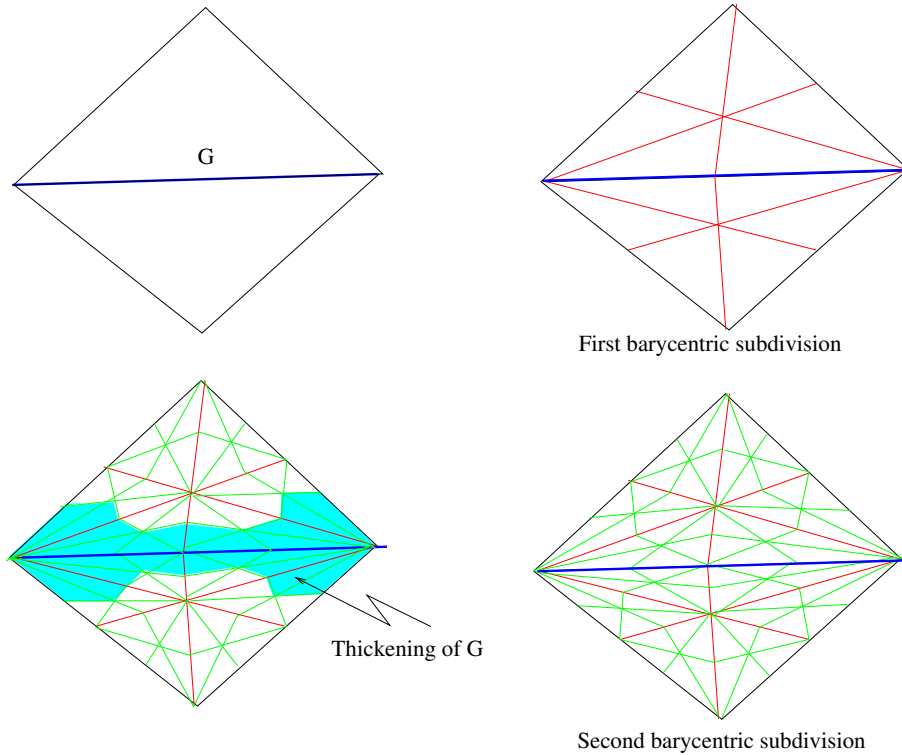 G
First barycentric subdivision
Thickening of G
Second barycentric subdivision